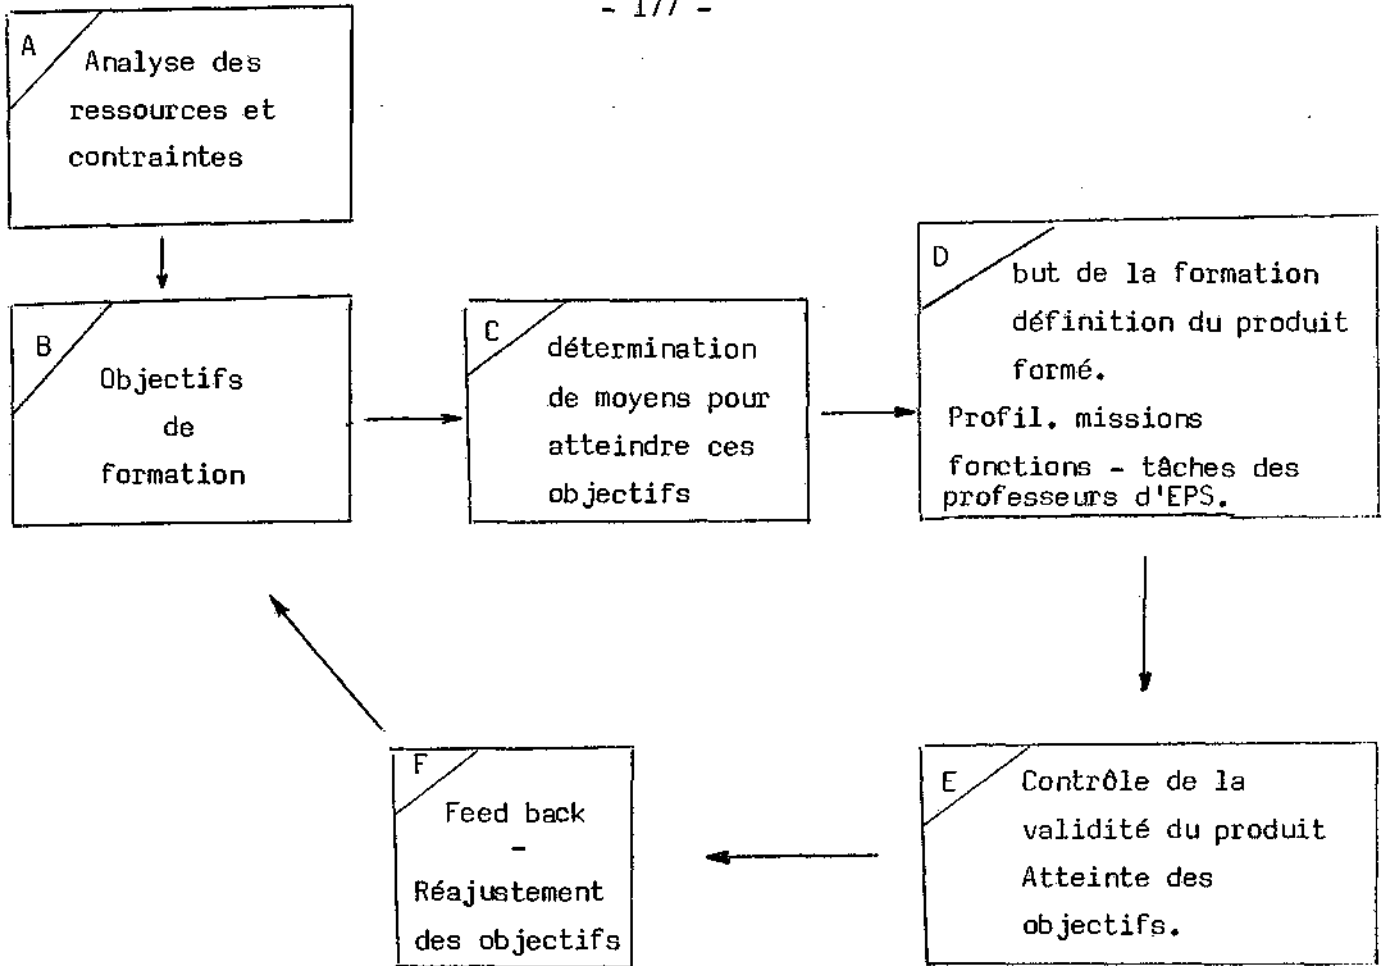 - 177 -
A
Analyse des
ressources et
contraintes
B
Objectifs
de
formation
C
détermination
de moyens pour
atteindre ces
objectifs
D
but de la formation
définition du produit
formé.
Profil. missions
fonctions - tâches des
professeurs d'EPS.
E
Contrôle de la
validité du produit
Atteinte des
objectifs.
F
Feed back
-
Réajustement
des objectifs